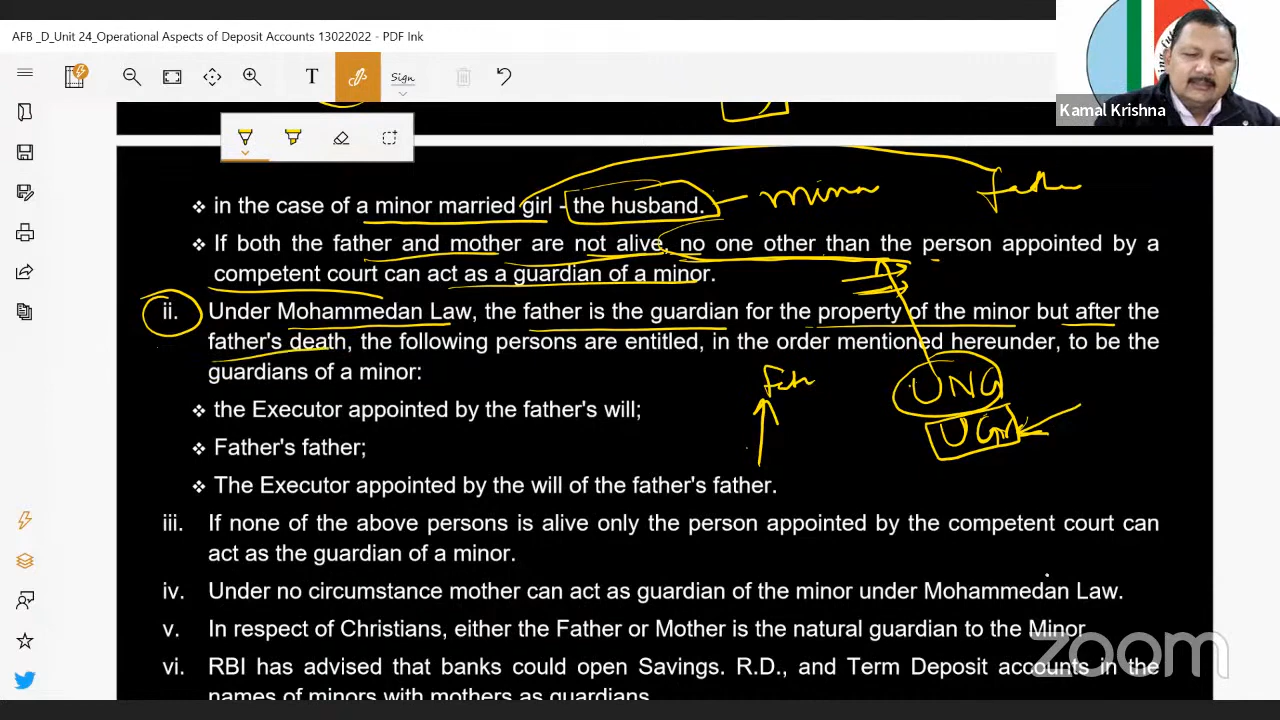 AFB _D_Unit 24_Operational Aspects of Deposit Accounts 13022022 - PDF Ink
T
Sign
Kamal Krishna
❖ in the case of a minor married girl - the husband.
minor
father
❖ If both the father and mother are not alive, no one other than the person appointed by a
competent court can act as a guardian of a minor.
ii. Under Mohammedan Law, the father is the guardian for the property of the minor but after the
father's death, the following persons are entitled, in the order mentioned hereunder, to be the
guardians of a minor:
UNG
❖ the Executor appointed by the father's will;
❖ Father's father;
❖ The Executor appointed by the will of the father's father.
iii. If none of the above persons is alive only the person appointed by the competent court can
act as the guardian of a minor.
iv. Under no circumstance mother can act as guardian of the minor under Mohammedan Law.
v. In respect of Christians, either the Father or Mother is the natural guardian to the Minor
zoom
vi. RBI has advised that banks could open Savings. R.D., and Term Deposit accounts in the
names of minors with mothers as guardians.